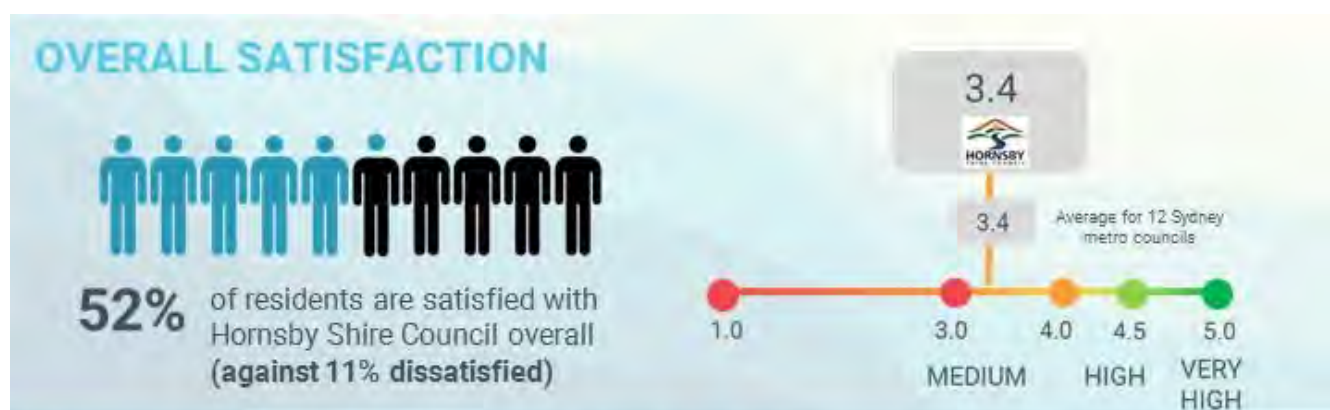 OVERALL SATISFACTION
52%
of residents are satisfied with
Hornsby Shire Council overall
(against 11% dissatisfied)
3.4
HORNSBY
SHIRE COUNCIL
3.4
Average for 12 Sydney
metro councils
1.0
3.0
4.0
4.5
5.0
MEDIUM
HIGH
VERY
HIGH